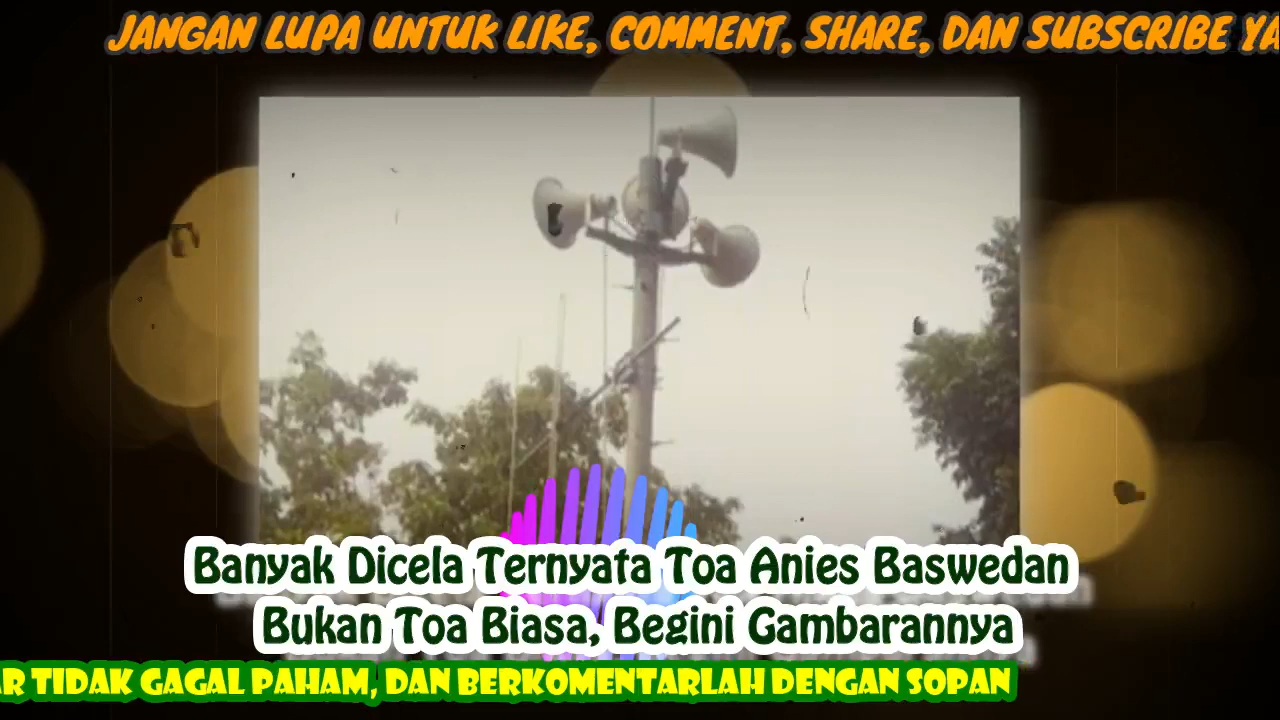 JANGAN LUPA UNTUK LIKE, COMMENT, SHARE, DAN SUBSCRIBE YA
Banyak Dicela Ternyata Toa Anies Baswedan
Bukan Toa Biasa, Begini Gambarannya
TIDAK GAGAL PAHAM, DAN BERKOMENTARLAH DENGAN SOPAN